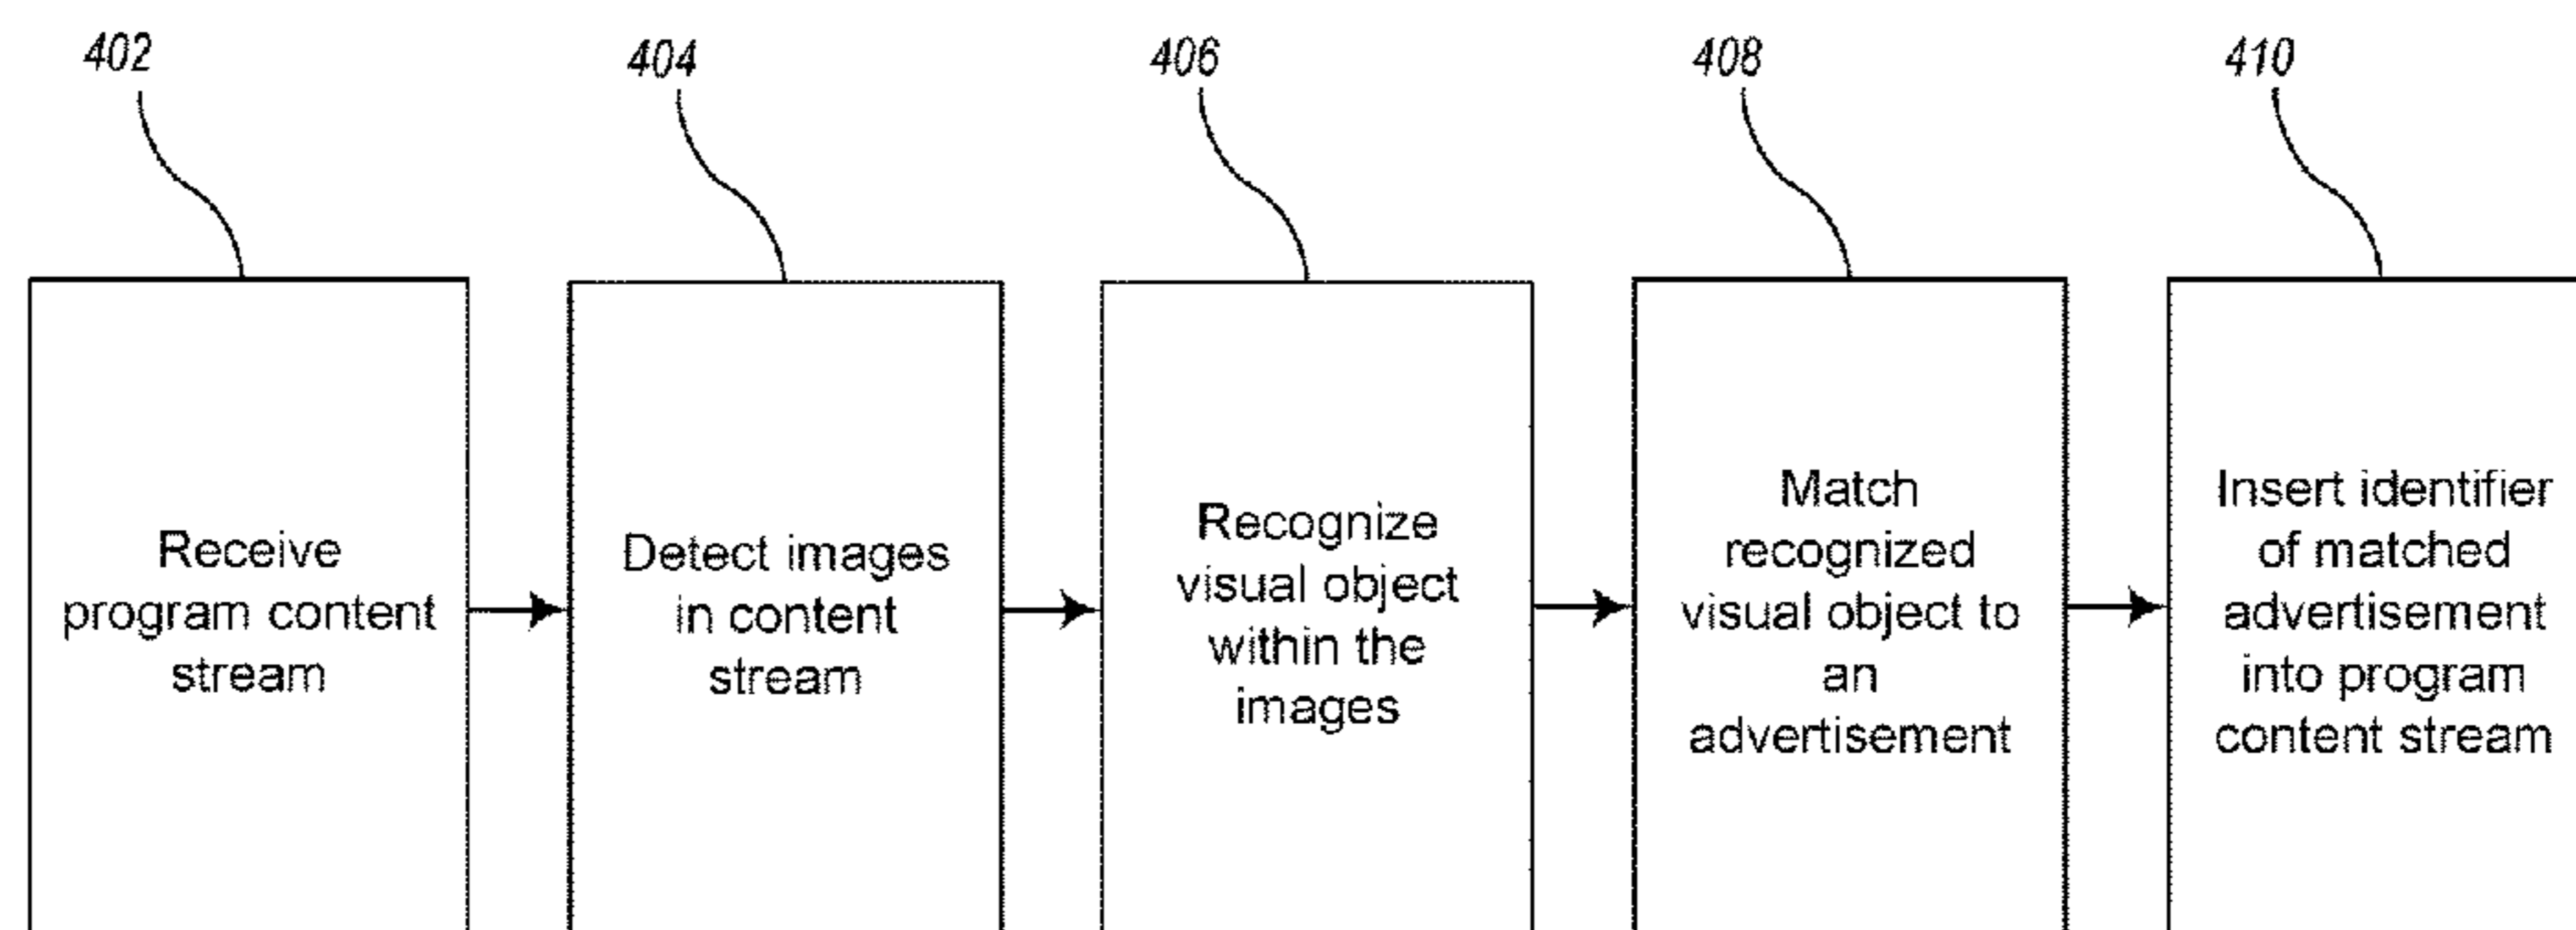 402
404
406
408
410
Receive
program content
stream
Detect images
in content
stream
Recognize
visual object
within the
images
Match
recognized
visual object to
an
advertisement
Insert identifier
of matched
advertisement
into program
content stream